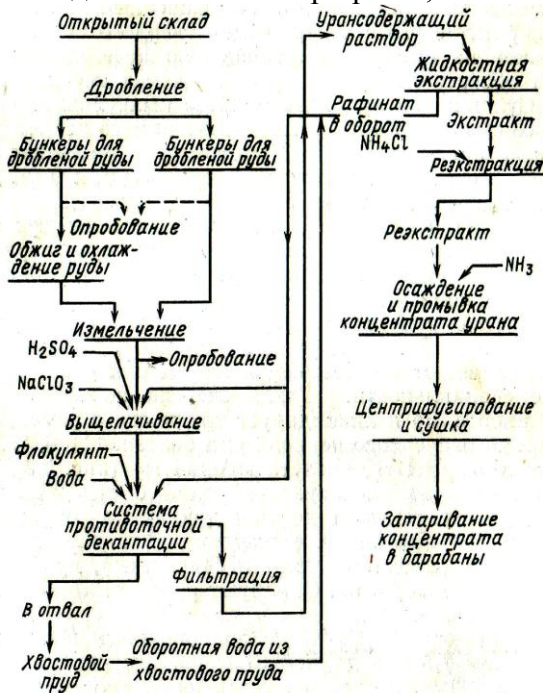 Открытый склад
Дробление
Бункеры для
дробленой руды
Бункеры для
дробленой руды
Опробование
Обжиг и охлаж-
дение руды
Измельчение
H₂SO₄
Опробование
NaClO₃
Выщелачивание
Флокулянт
Вода
Система
противоточной
декантации
Фильтрация
В отвал
Хвостовой
пруд
Оборотная вода из
хвостового пруда
Урансодержащий
раствор
Жидкостная
экстракция
Рафинат
в оборот
Экстракт
NH₄Cl
Реэкстракция
Реэкстракт
NH₃
Осаждение
и промывка
концентрата урана
Центрифугирование
и сушка
Затаривание
концентрата
в барабаны